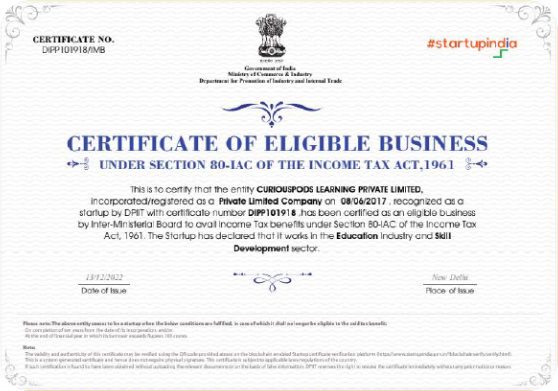 CERTIFICATE NO.
DIPP101918/IMB
#startupindia
Government of India
Ministry of Commerce & Industry
Department for Promotion of Industry and Internal Trade
CERTIFICATE OF ELIGIBLE BUSINESS
UNDER SECTION 80-IAC OF THE INCOME TAX ACT,1961
This is to certify that the entity CURIOUSPODS LEARNING PRIVATE LIMITED,
incorporated/registered as a Private Limited Company on 08/06/2017 , recognized as a
startup by DPIIT with certificate number DIPP101918 ,has been certified as an eligible business
by Inter-Ministerial Board to avail Income Tax benefits under Section 80-IAC of the Income Tax
Act, 1961. The Startup has declared that it works in the Education Industry and Skill
Development sector.
13/12/2022
New Delhi
Date of Issue
Place of Issue
Please note: The above entity ceases to be a startup when the below conditions are fulfilled, in case of which it shall no longer be eligible to the said tax benefit:
Note